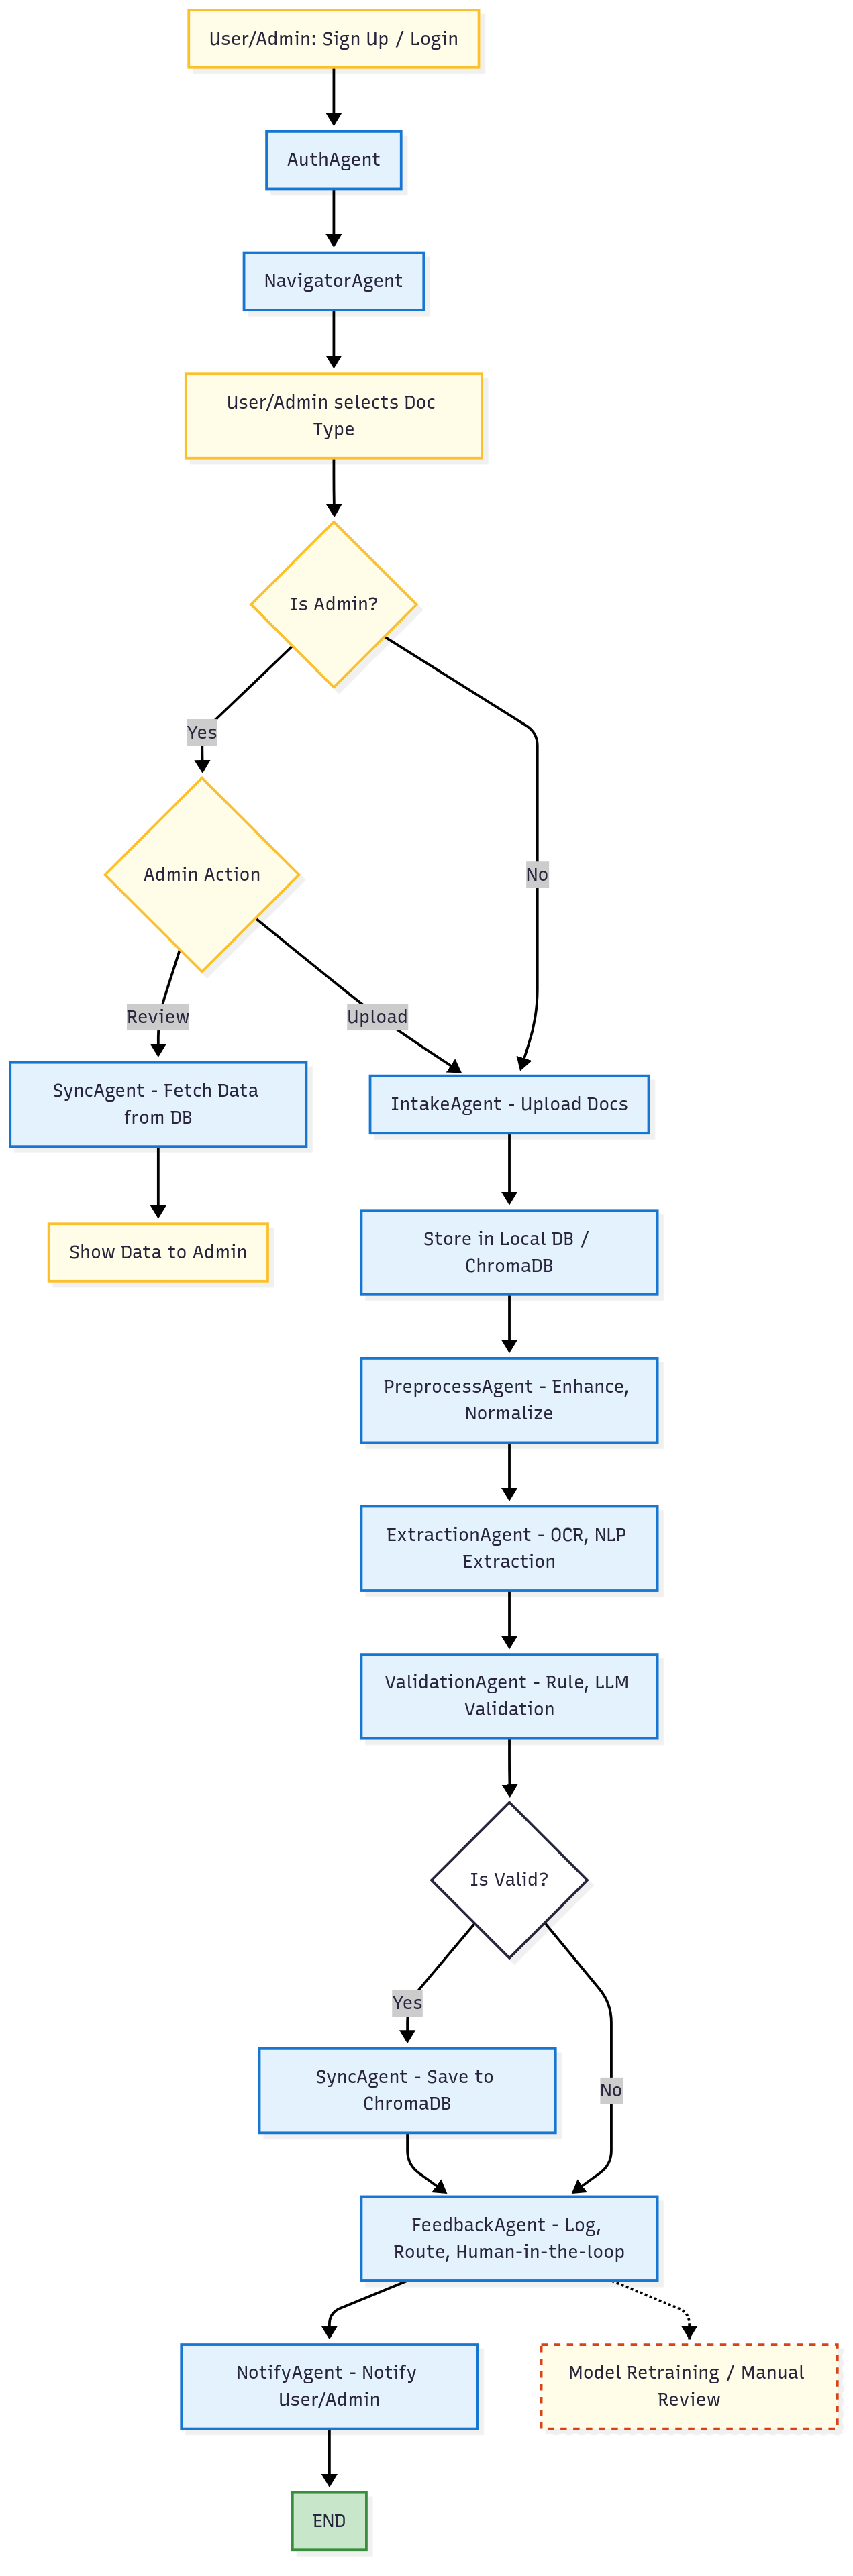 User/Admin: Sign Up / Login
AuthAgent
NavigatorAgent
User/Admin selects Doc
Type
Is Admin?
Yes
Admin Action
No
Review
Upload
SyncAgent - Fetch Data
from DB
IntakeAgent - Upload Docs
Show Data to Admin
Store in Local DB /
ChromaDB
PreprocessAgent - Enhance,
Normalize
ExtractionAgent - OCR, NLP
Extraction
ValidationAgent - Rule, LLM
Validation
Is Valid?
Yes
SyncAgent - Save to
ChromaDB
No
FeedbackAgent - Log,
Route, Human-in-the-loop
NotifyAgent - Notify
User/Admin
Model Retraining / Manual
Review
END